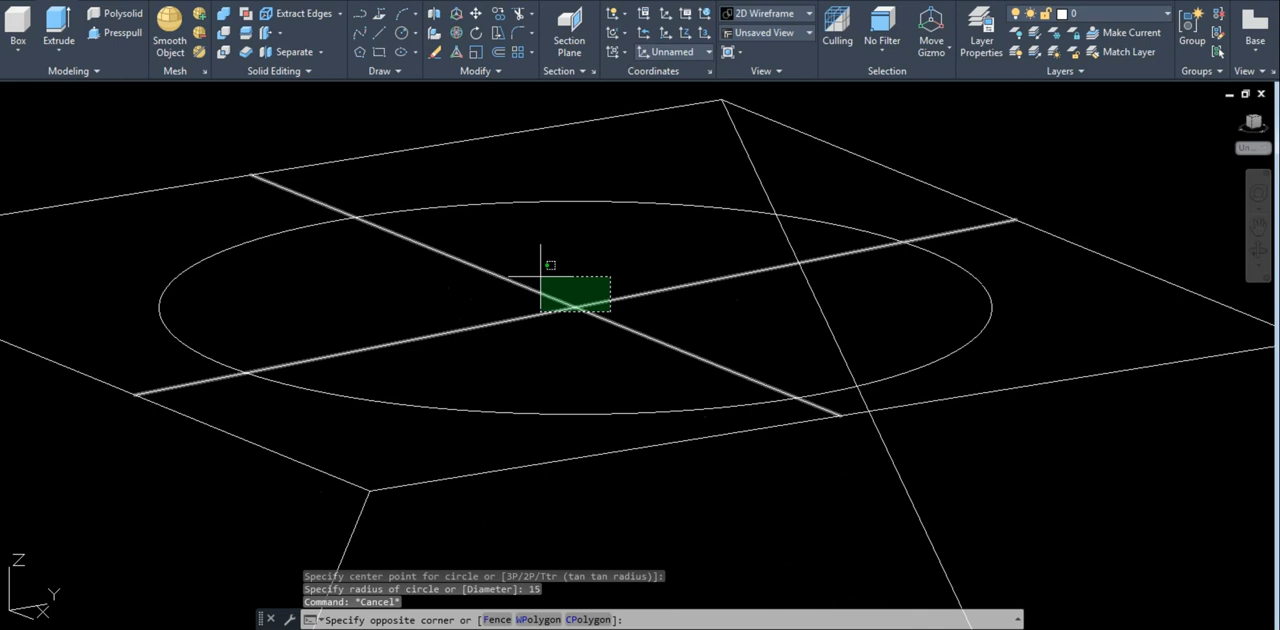 Box
Extrude
Polysolid
Presspull
Modeling
Smooth
Object
Mesh
Extract Edges
Separate
Solid Editing
Draw
Modify
Section
Plane
Section
Unnamed
Coordinates
2D Wireframe
Unsaved View
View
Culling
No Filter
Move
Gizmo
Selection
Layer
Properties
0
Make Current
Match Layer
Layers
Group
Groups
Base
View
Un...
Z
Y
X
Specify center point for circle or [3P/2P/Ttr (tan tan radius)]:
Specify radius of circle or [Diameter]: 15
Command: *Cancel*
Specify opposite corner or [Fence WPolygon CPolygon]: